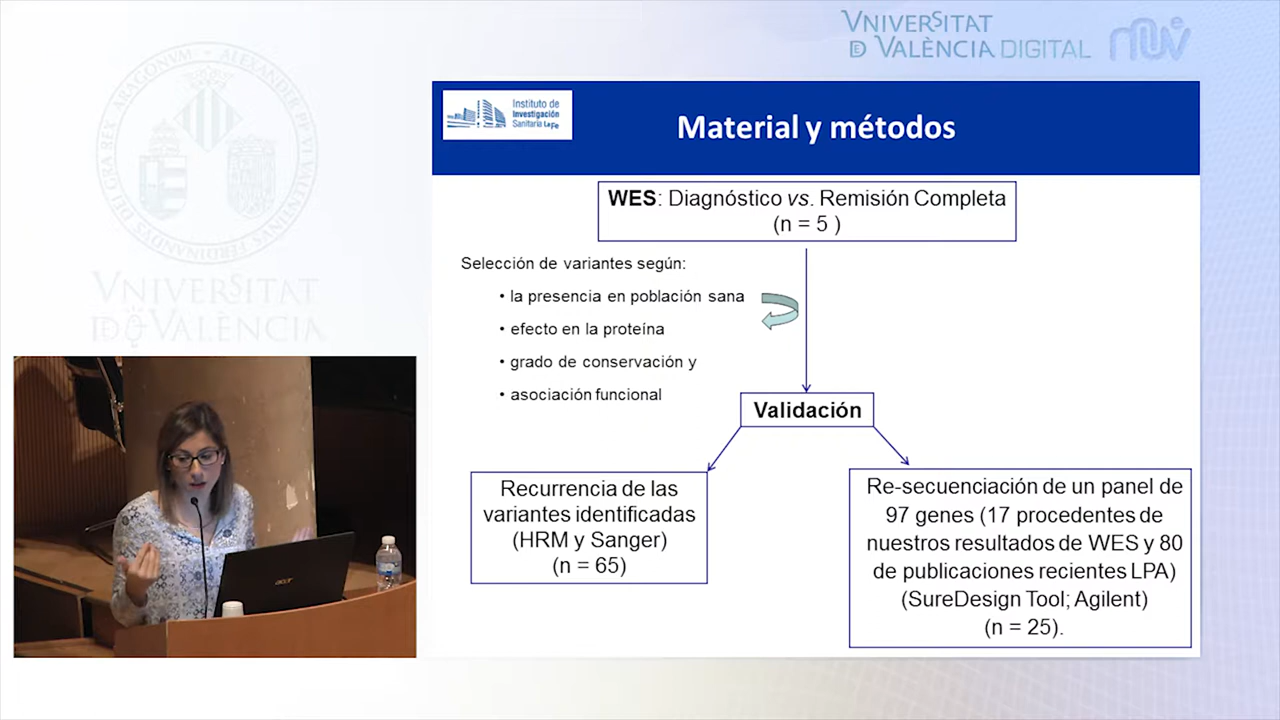 VNIVERSITAT
DE VALÈNCIA DIGITAL
Instituto de
Investigación
Sanitaria La Fe
Material y métodos
WES: Diagnóstico vs. Remisión Completa
(n = 5 )
Selección de variantes según:
• la presencia en población sana
• efecto en la proteína
• grado de conservación y
• asociación funcional
Validación
Recurrencia de las
variantes identificadas
(HRM y Sanger)
(n = 65)
Re-secuenciación de un panel de
97 genes (17 procedentes de
nuestros resultados de WES y 80
de publicaciones recientes LPA)
(SureDesign Tool; Agilent)
(n = 25).
VNIVERSITAT
DE VALÈNCIA
acer